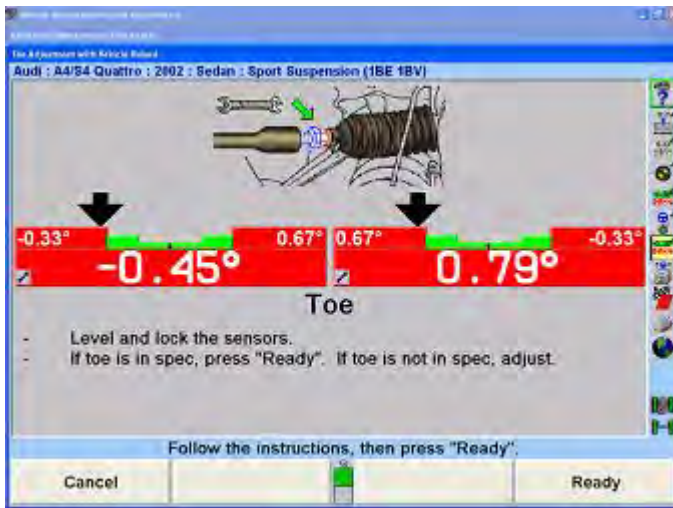 Toe Adjustment with Vehicle Raised
Audi : A4/S4 Quattro : 2002 : Sedan : Sport Suspension (1BE 1BV)
-0.33° 0.67° 0.67° -0.33°
-0.45° 0.79°
Toe
- Level and lock the sensors.
- If toe is in spec, press "Ready". If toe is not in spec, adjust.
Follow the instructions, then press "Ready".
Cancel Ready